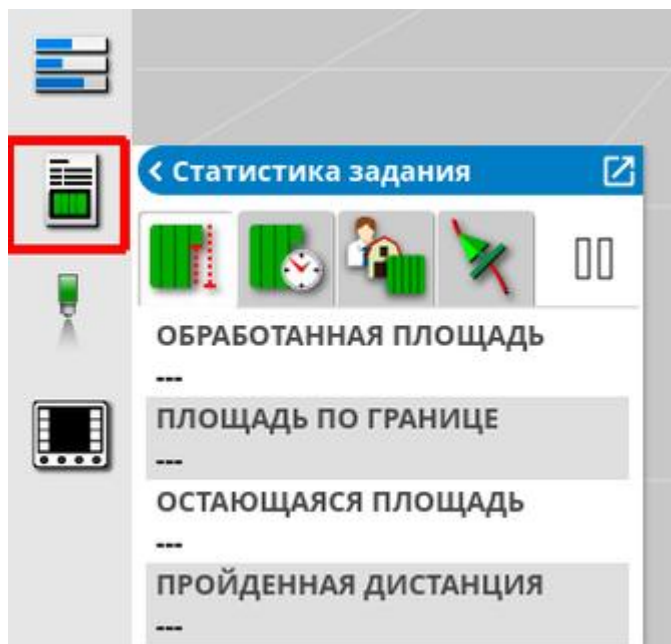 Статистика задания
ОБРАБОТАННАЯ ПЛОЩАДЬ
---
ПЛОЩАДЬ ПО ГРАНИЦЕ
---
ОСТАЮЩАЯСЯ ПЛОЩАДЬ
---
ПРОЙДЕННАЯ ДИСТАНЦИЯ
---